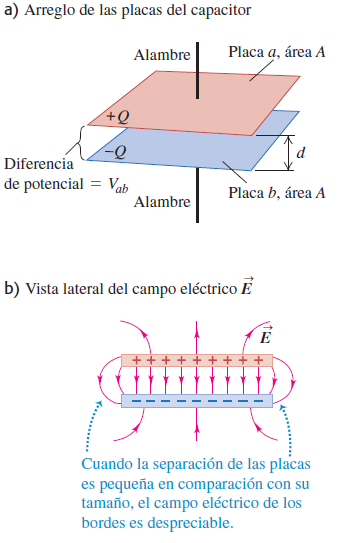 a) Arreglo de las placas del capacitor
Alambre
Placa a, área A
+Q
−Q
Diferencia
de potencial = Vab
d
Alambre
Placa b, área A
b) Vista lateral del campo eléctrico E⃗
E⃗
+ + + + + + + + +
− − − − − − − − −
Cuando la separación de las placas
es pequeña en comparación con su
tamaño, el campo eléctrico de los
bordes es despreciable.